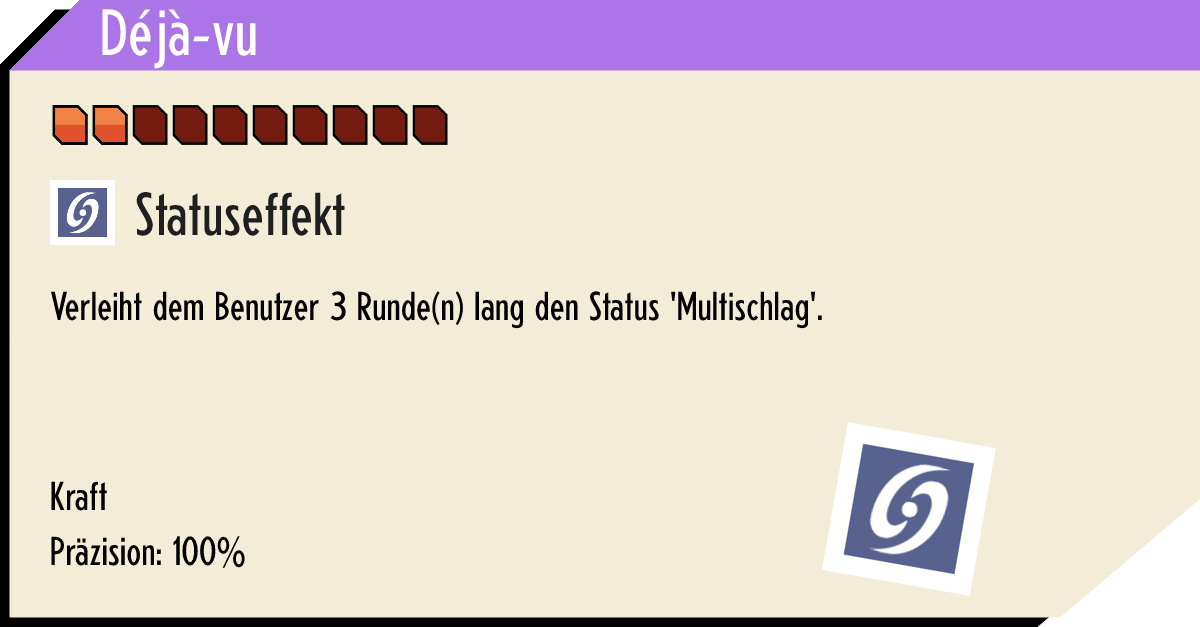 Déjà-vu
Statuseffekt
Verleiht dem Benutzer 3 Runde(n) lang den Status 'Multischlag'.
Kraft
Präzision: 100%